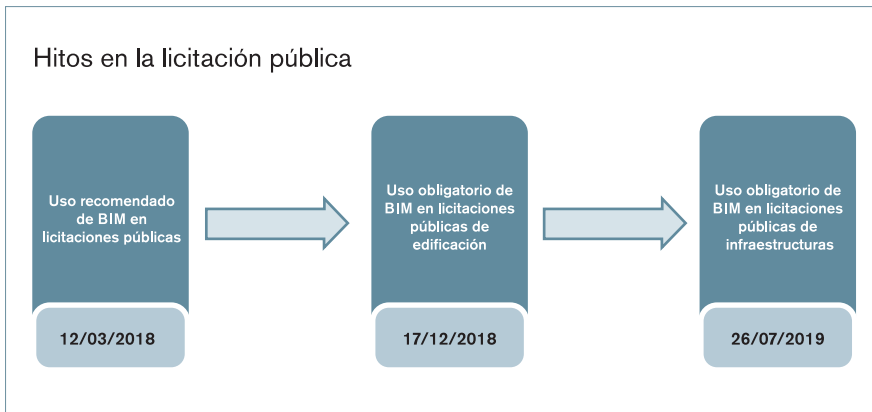 Hitos en la licitación pública
Uso recomendado
de BIM en
licitaciones públicas
12/03/2018
Uso obligatorio de
BIM en licitaciones
públicas de
edificación
17/12/2018
Uso obligatorio de
BIM en licitaciones
públicas de
infraestructuras
26/07/2019